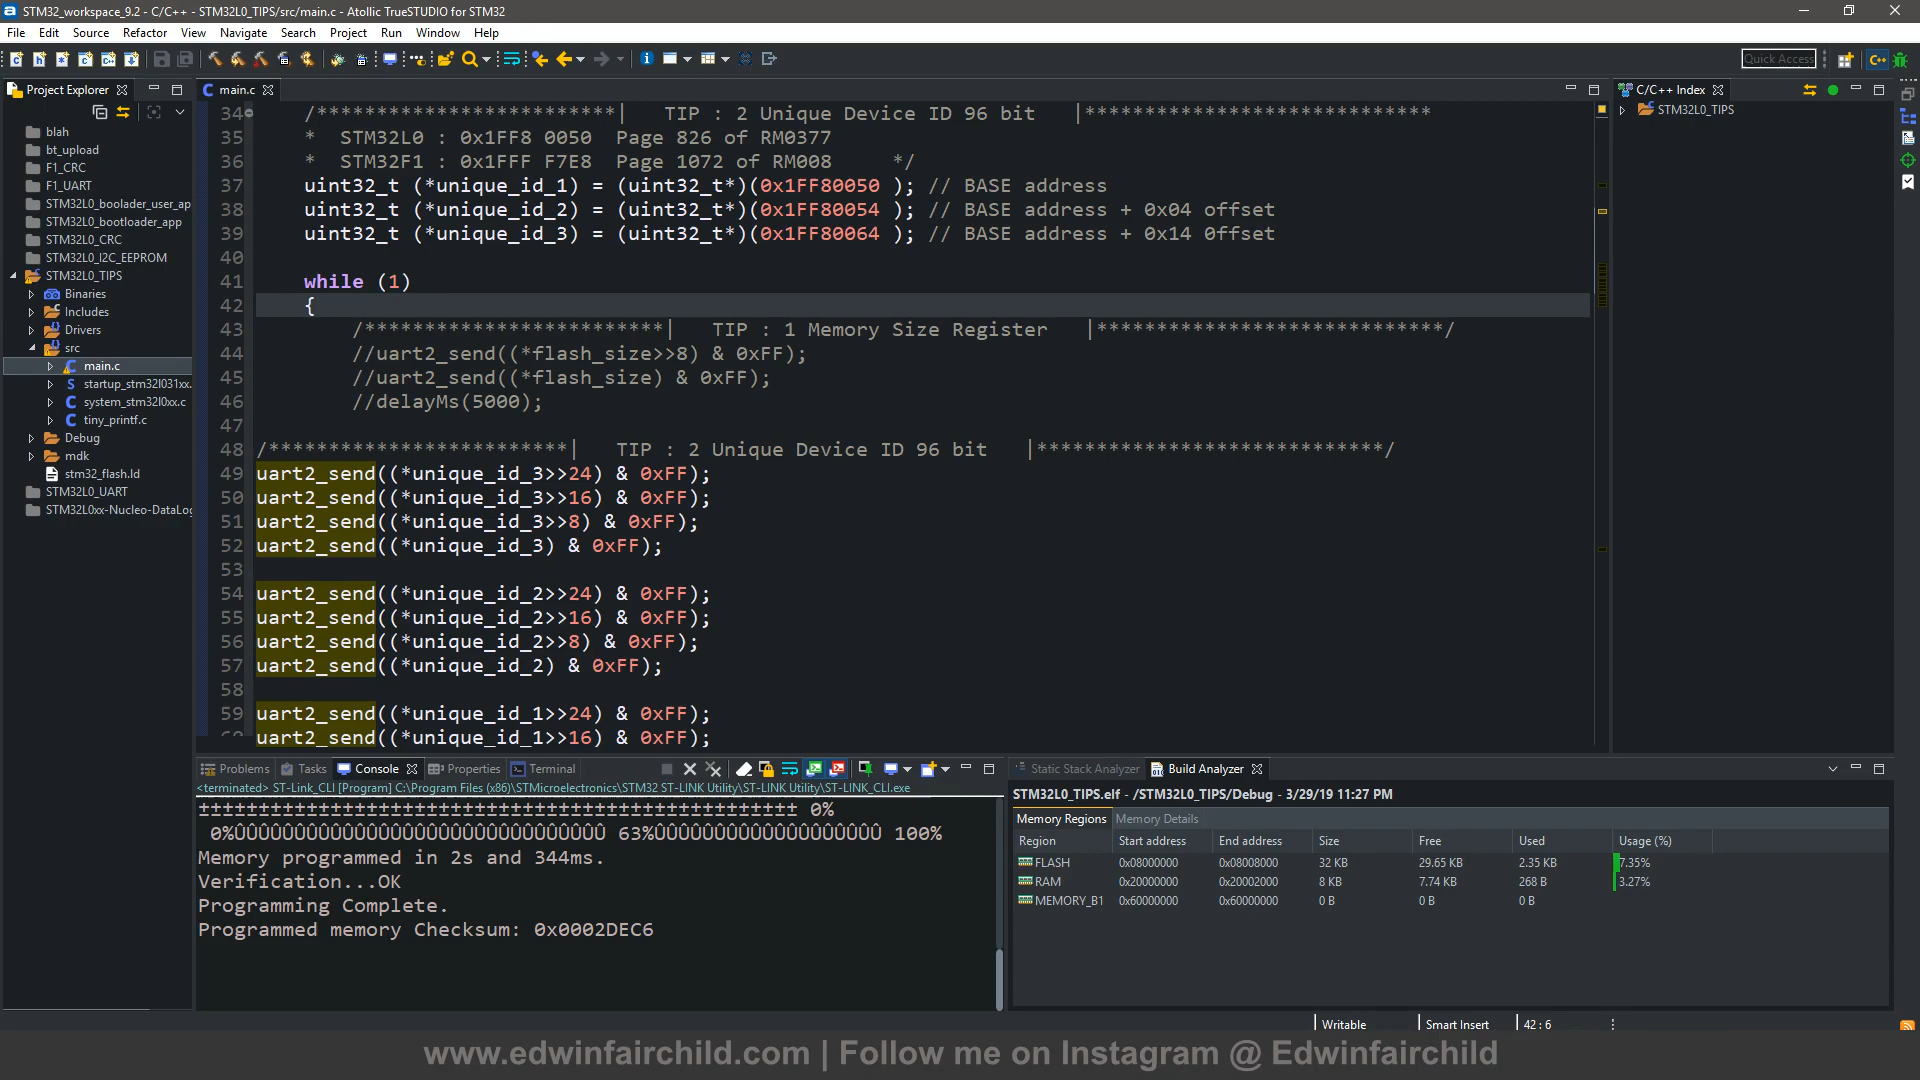 STM32_workspace_9.2 - C/C++ - STM32L0_TIPS/src/main.c - Atollic TrueSTUDIO for STM32
File Edit Source Refactor View Navigate Search Project Run Window Help
Quick Access
Project Explorer
blah
bt_upload
F1_CRC
F1_UART
STM32L0_boolader_user_ap
STM32L0_bootloader_app
STM32L0_CRC
STM32L0_I2C_EEPROM
STM32L0_TIPS
Binaries
Includes
Drivers
src
main.c
startup_stm32l031xx.
system_stm32l0xx.c
tiny_printf.c
Debug
mdk
stm32_flash.ld
STM32L0_UART
STM32L0xx-Nucleo-DataLog
main.c
34 /*************************| TIP : 2 Unique Device ID 96 bit |*****************************
35 * STM32L0 : 0x1FF8 0050 Page 826 of RM0377
36 * STM32F1 : 0x1FFF F7E8 Page 1072 of RM008 */
37 uint32_t (*unique_id_1) = (uint32_t*)(0x1FF80050 ); // BASE address
38 uint32_t (*unique_id_2) = (uint32_t*)(0x1FF80054 ); // BASE address + 0x04 offset
39 uint32_t (*unique_id_3) = (uint32_t*)(0x1FF80064 ); // BASE address + 0x14 0ffset
40
41 while (1)
42 {
43 /*************************| TIP : 1 Memory Size Register |*****************************/
44 //uart2_send((*flash_size>>8) & 0xFF);
45 //uart2_send((*flash_size) & 0xFF);
46 //delayMs(5000);
47
48 /*************************| TIP : 2 Unique Device ID 96 bit |*****************************/
49 uart2_send((*unique_id_3>>24) & 0xFF);
50 uart2_send((*unique_id_3>>16) & 0xFF);
51 uart2_send((*unique_id_3>>8) & 0xFF);
52 uart2_send((*unique_id_3) & 0xFF);
53
54 uart2_send((*unique_id_2>>24) & 0xFF);
55 uart2_send((*unique_id_2>>16) & 0xFF);
56 uart2_send((*unique_id_2>>8) & 0xFF);
57 uart2_send((*unique_id_2) & 0xFF);
58
59 uart2_send((*unique_id_1>>24) & 0xFF);
60 uart2_send((*unique_id_1>>16) & 0xFF);
C/C++ Index
STM32L0_TIPS
Problems Tasks Console Properties Terminal
<terminated> ST-Link_CLI [Program] C:\Program Files (x86)\STMicroelectronics\STM32 ST-LINK Utility\ST-LINK Utility\ST-LINK_CLI.exe
±±±±±±±±±±±±±±±±±±±±±±±±±±±±±±±±±±±±±±±±±±±±±±±±±± 0%
0%ÛÛÛÛÛÛÛÛÛÛÛÛÛÛÛÛÛÛÛÛÛÛÛÛÛÛÛÛÛÛÛ 63%ÛÛÛÛÛÛÛÛÛÛÛÛÛÛÛÛÛÛÛ 100%
Memory programmed in 2s and 344ms.
Verification...OK
Programming Complete.
Programmed memory Checksum: 0x0002DEC6
Static Stack Analyzer Build Analyzer
STM32L0_TIPS.elf - /STM32L0_TIPS/Debug - 3/29/19 11:27 PM
Memory Regions Memory Details
Region Start address End address Size Free Used Usage (%)
FLASH 0x08000000 0x08008000 32 KB 29.65 KB 2.35 KB 7.35%
RAM 0x20000000 0x20002000 8 KB 7.74 KB 268 B 3.27%
MEMORY_B1 0x60000000 0x60000000 0 B 0 B 0 B
Writable Smart Insert 42 : 6
www.edwinfairchild.com | Follow me on Instagram @ Edwinfairchild